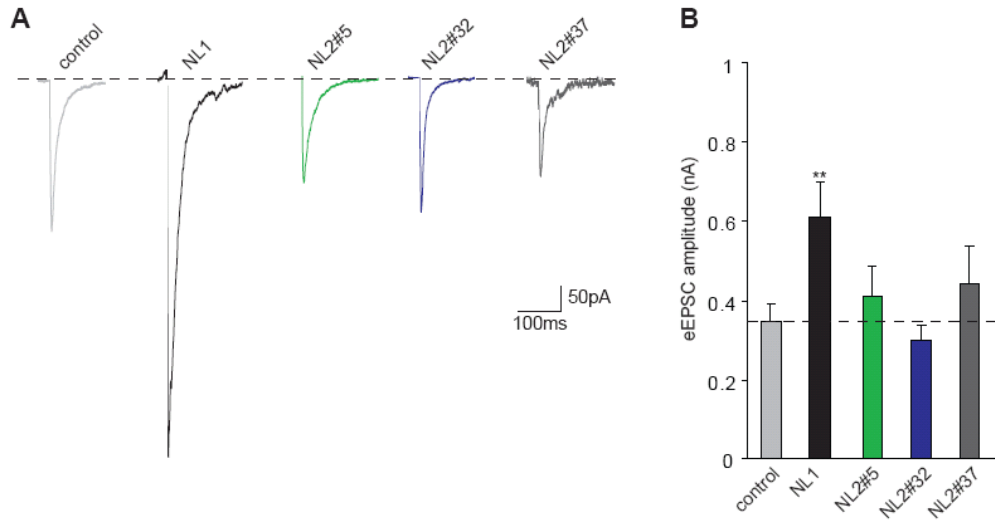 A
control
NL1
NL2#5
NL2#32
NL2#37
50pA
100ms
B
eEPSC amplitude (nA)
1
0.8
0.6
0.4
0.2
0
**
control
NL1
NL2#5
NL2#32
NL2#37